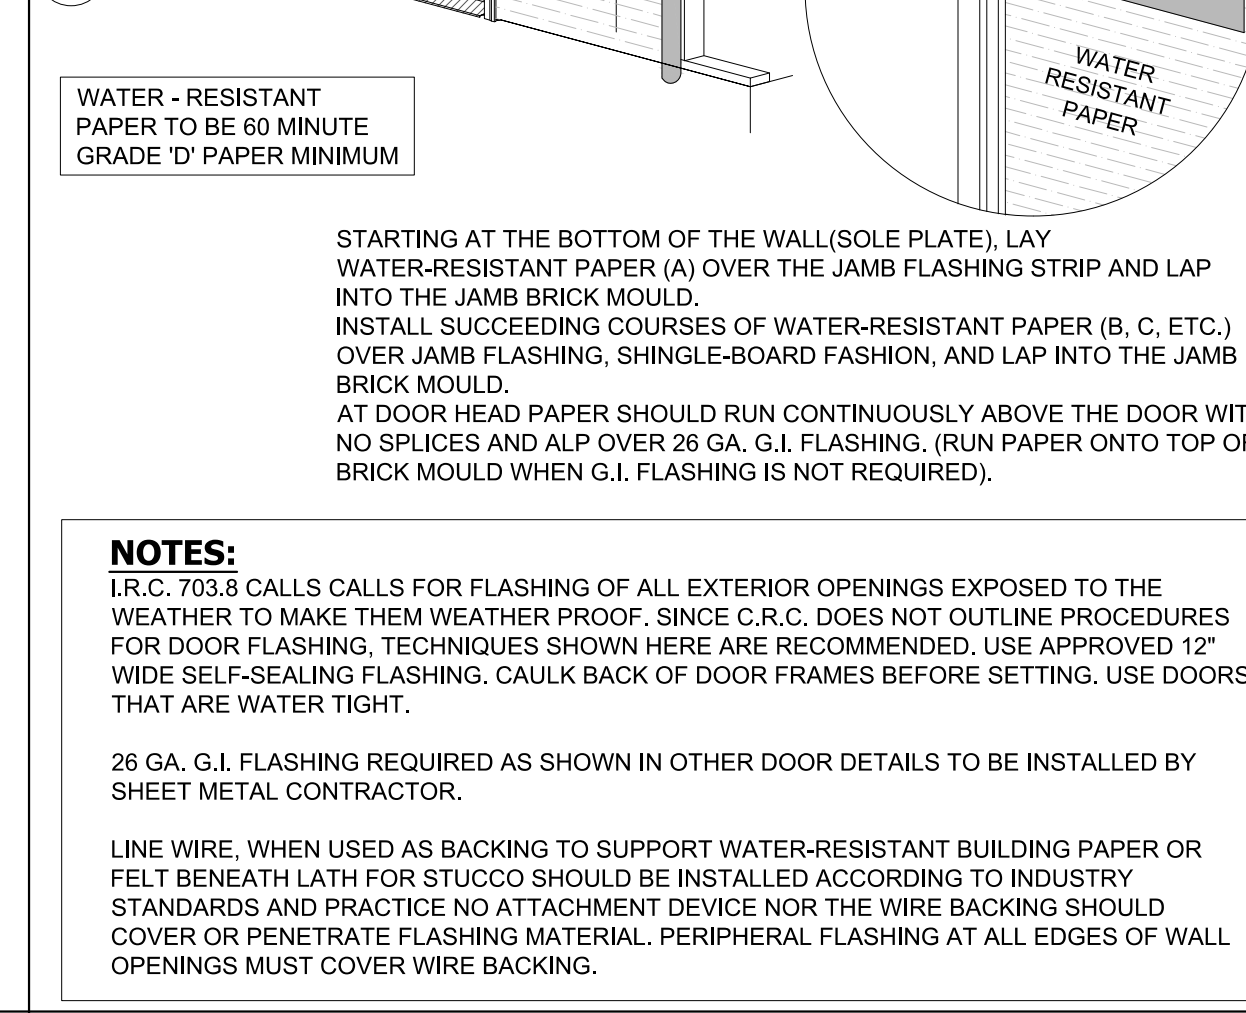 WATER - RESISTANT
PAPER TO BE 60 MINUTE
GRADE 'D' PAPER MINIMUM
WATER
RESISTANT
PAPER
STARTING AT THE BOTTOM OF THE WALL(SOLE PLATE), LAY
WATER-RESISTANT PAPER (A) OVER THE JAMB FLASHING STRIP AND LAP
INTO THE JAMB BRICK MOULD.
INSTALL SUCCEEDING COURSES OF WATER-RESISTANT PAPER (B, C, ETC.)
OVER JAMB FLASHING, SHINGLE-BOARD FASHION, AND LAP INTO THE JAMB
BRICK MOULD.
AT DOOR HEAD PAPER SHOULD RUN CONTINUOUSLY ABOVE THE DOOR WIT
NO SPLICES AND ALP OVER 26 GA. G.I. FLASHING. (RUN PAPER ONTO TOP OF
BRICK MOULD WHEN G.I. FLASHING IS NOT REQUIRED).
NOTES:
I.R.C. 703.8 CALLS CALLS FOR FLASHING OF ALL EXTERIOR OPENINGS EXPOSED TO THE
WEATHER TO MAKE THEM WEATHER PROOF. SINCE C.R.C. DOES NOT OUTLINE PROCEDURES
FOR DOOR FLASHING, TECHNIQUES SHOWN HERE ARE RECOMMENDED. USE APPROVED 12"
WIDE SELF-SEALING FLASHING. CAULK BACK OF DOOR FRAMES BEFORE SETTING. USE DOORS
THAT ARE WATER TIGHT.
26 GA. G.I. FLASHING REQUIRED AS SHOWN IN OTHER DOOR DETAILS TO BE INSTALLED BY
SHEET METAL CONTRACTOR.
LINE WIRE, WHEN USED AS BACKING TO SUPPORT WATER-RESISTANT BUILDING PAPER OR
FELT BENEATH LATH FOR STUCCO SHOULD BE INSTALLED ACCORDING TO INDUSTRY
STANDARDS AND PRACTICE NO ATTACHMENT DEVICE NOR THE WIRE BACKING SHOULD
COVER OR PENETRATE FLASHING MATERIAL. PERIPHERAL FLASHING AT ALL EDGES OF WALL
OPENINGS MUST COVER WIRE BACKING.